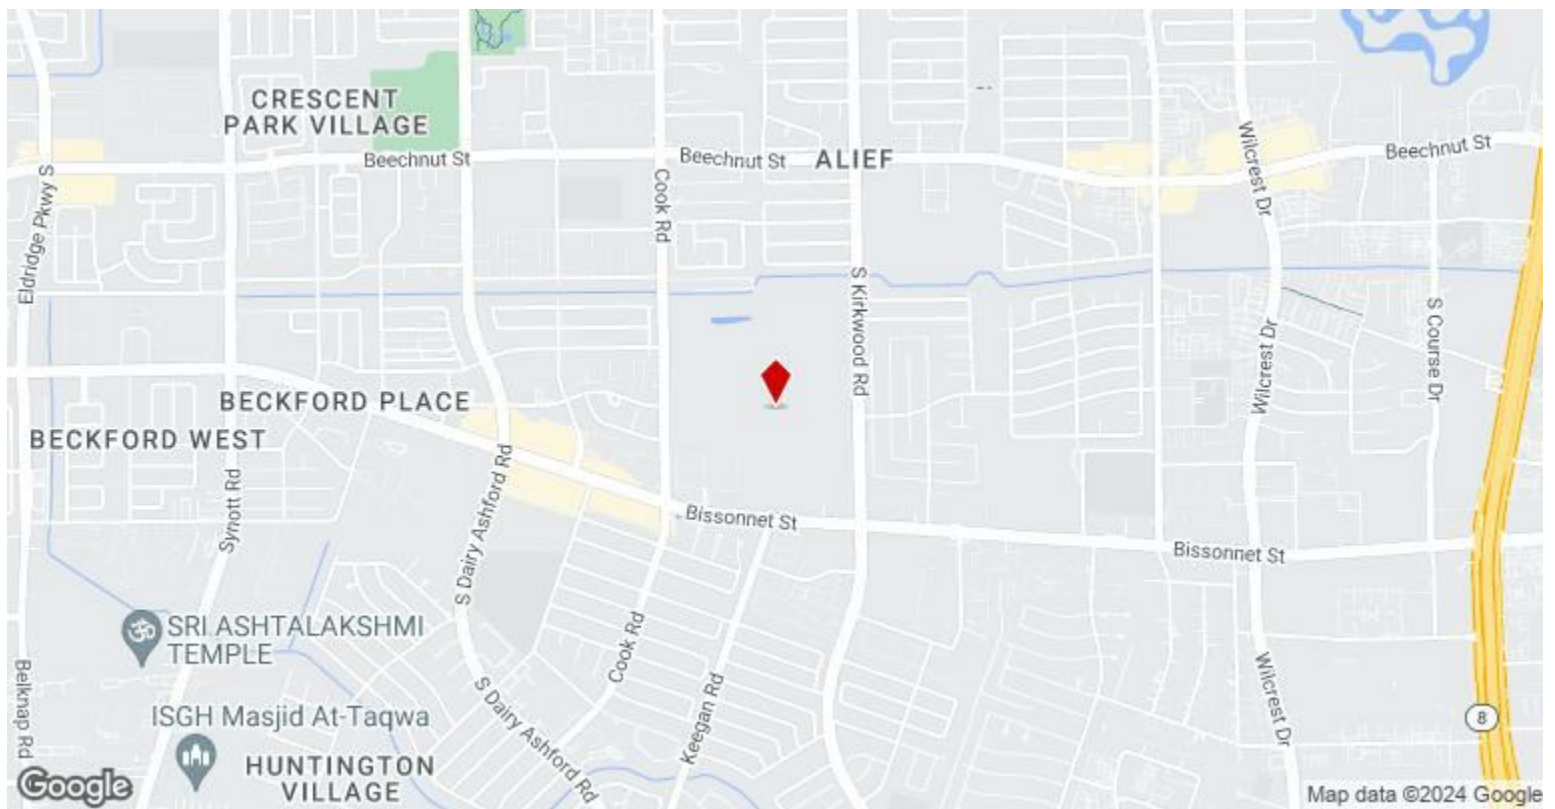 CRESCENT
PARK VILLAGE
Beechnut St
Beechnut St
ALIEF
Wilcrest Dr
Beechnut St
Eldridge Pkwy S
Cook Rd
S Kirkwood Rd
S Course Dr
Wilcrest Dr
BECKFORD PLACE
BECKFORD WEST
Synott Rd
S Dairy Ashford Rd
Bissonnet St
Bissonnet St
SRI ASHTALAKSHMI
TEMPLE
Cook Rd
Keegan Rd
S Dairy Ashford Rd
Wilcrest Dr
Belknap Rd
ISGH Masjid At-Taqwa
8
HUNTINGTON
VILLAGE
Google
Map data ©2024 Google